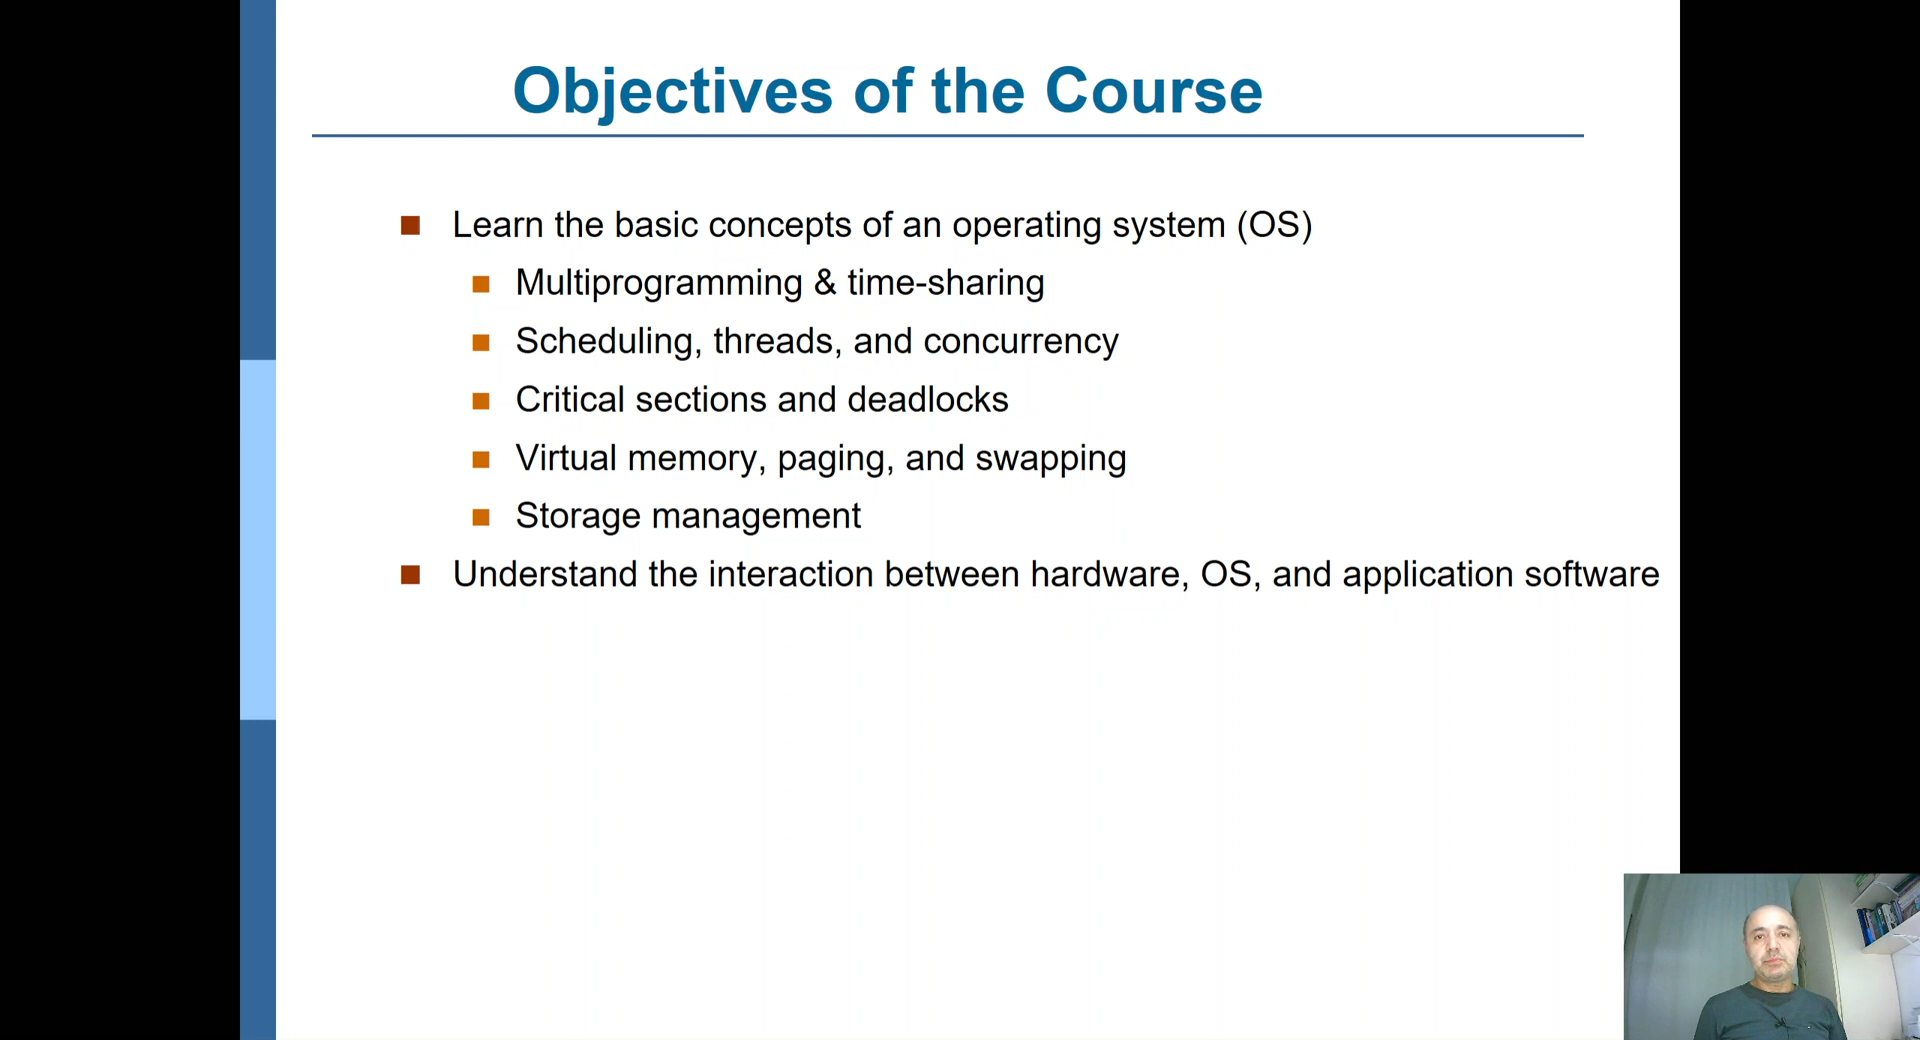 Objectives of the Course
Learn the basic concepts of an operating system (OS)
Multiprogramming & time-sharing
Scheduling, threads, and concurrency
Critical sections and deadlocks
Virtual memory, paging, and swapping
Storage management
Understand the interaction between hardware, OS, and application software